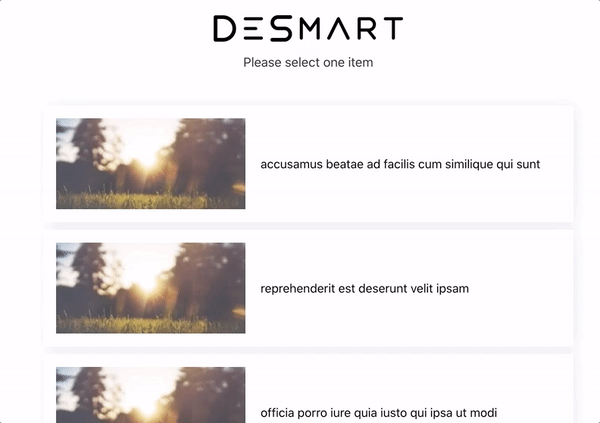 DESMART
Please select one item
accusamus beatae ad facilis cum similique qui sunt
reprehenderit est deserunt velit ipsam
officia porro iure quia iusto qui ipsa ut modi